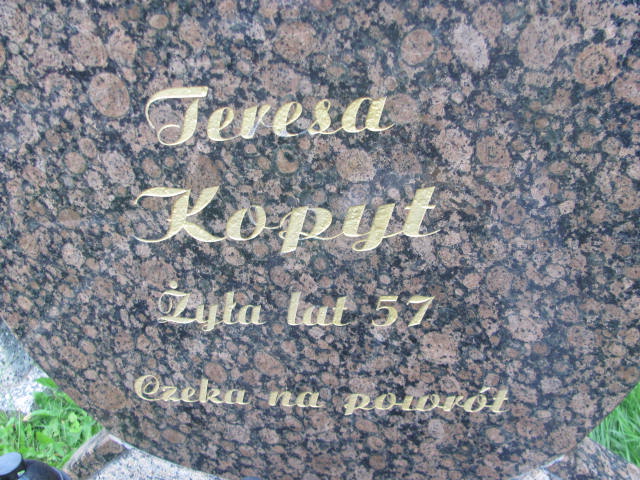 Teresa
Kopyt
Żyła lat 57
Czeka na powrót